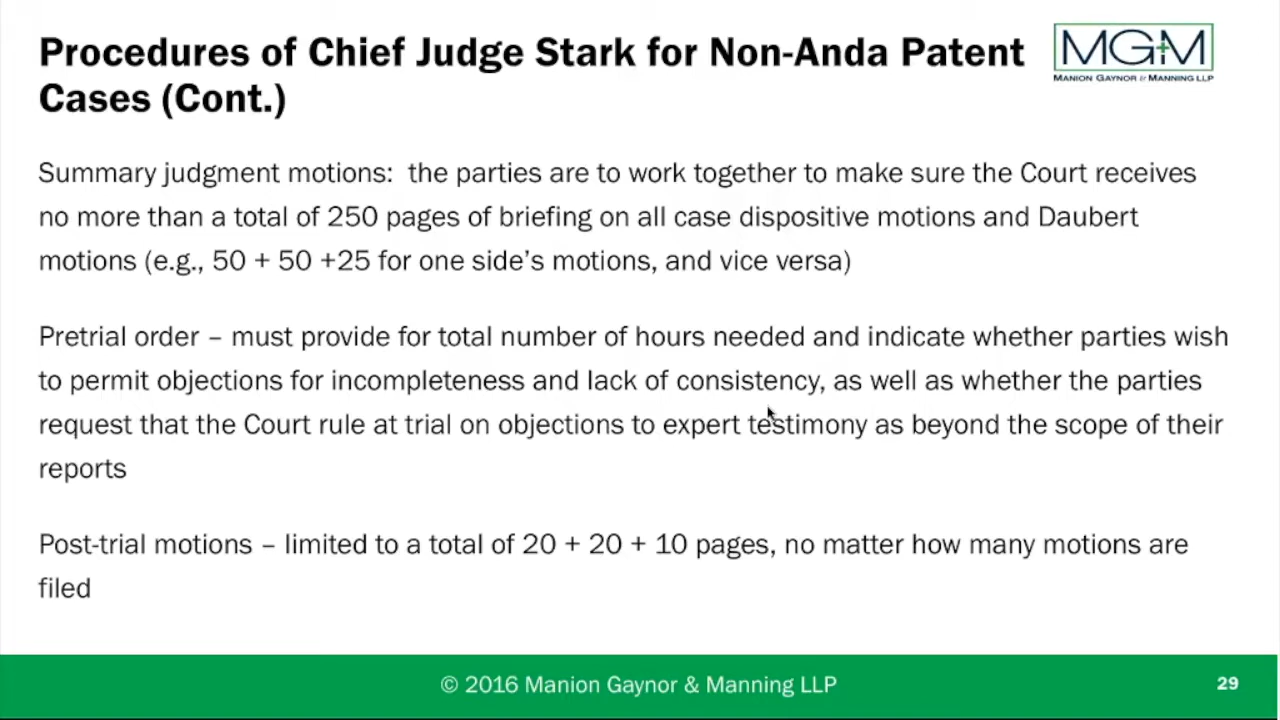 Procedures of Chief Judge Stark for Non-Anda Patent
Cases (Cont.)
MG+M
MANION GAYNOR & MANNING LLP
Summary judgment motions:  the parties are to work together to make sure the Court receives
no more than a total of 250 pages of briefing on all case dispositive motions and Daubert
motions (e.g., 50 + 50 +25 for one side’s motions, and vice versa)
Pretrial order – must provide for total number of hours needed and indicate whether parties wish
to permit objections for incompleteness and lack of consistency, as well as whether the parties
request that the Court rule at trial on objections to expert testimony as beyond the scope of their
reports
Post-trial motions – limited to a total of 20 + 20 + 10 pages, no matter how many motions are
filed
© 2016 Manion Gaynor & Manning LLP
29